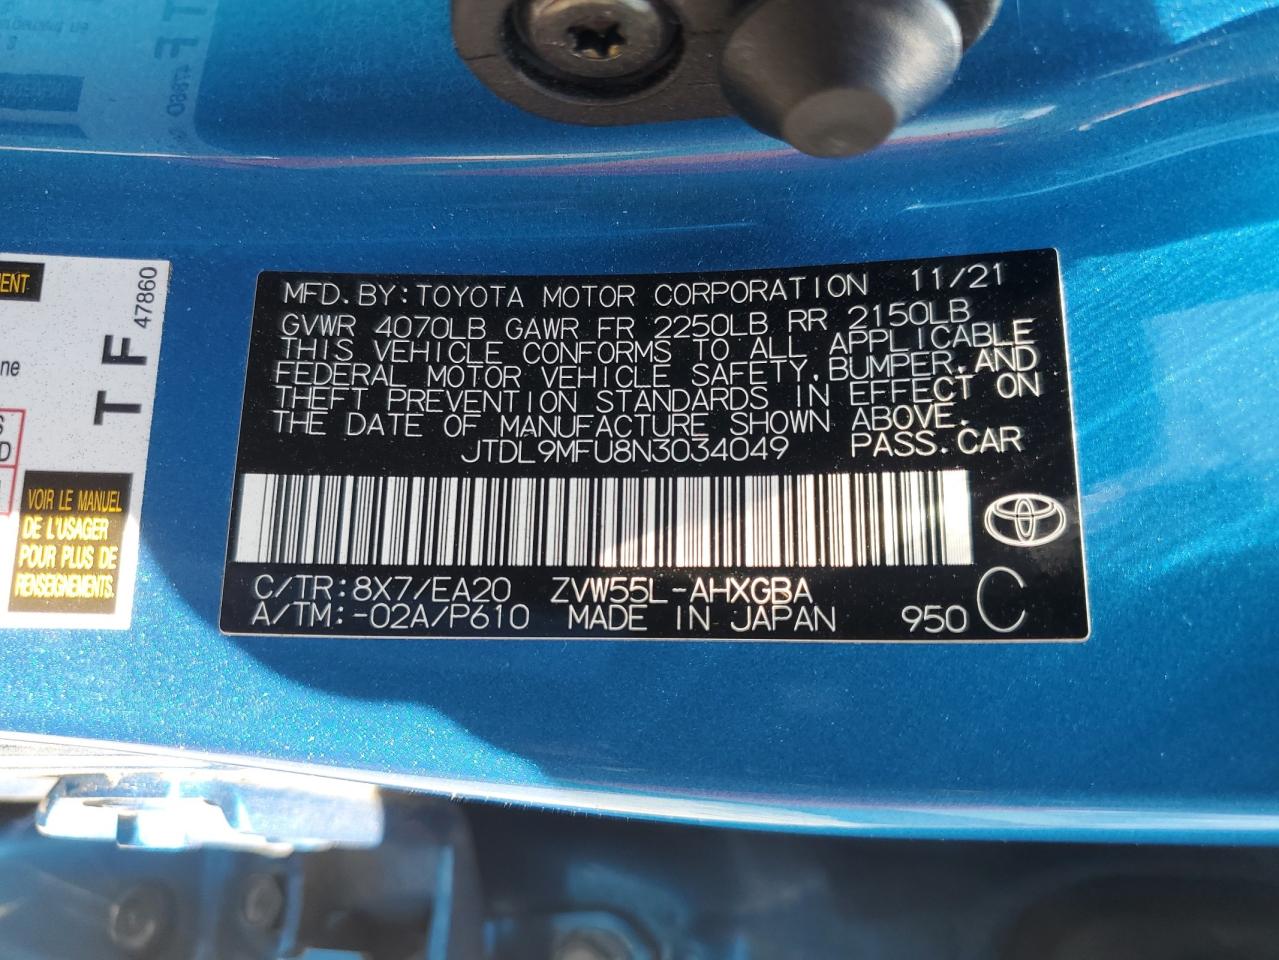 MFD.BY:TOYOTA MOTOR CORPORATION 11/21
GVWR 4070LB GAWR FR 2250LB RR 2150LB
THIS VEHICLE CONFORMS TO ALL APPLICABLE
FEDERAL MOTOR VEHICLE SAFETY,BUMPER,AND
THEFT PREVENTION STANDARDS IN EFFECT ON
THE DATE OF MANUFACTURE SHOWN ABOVE.
JTDL9MFU8N3034049 PASS.CAR
C/TR:8X7/EA20 ZVW55L-AHXGBA
A/TM:-02A/P610 MADE IN JAPAN 950 C
ENT
47860
TF
ne
S
D
VOIR LE MANUEL
DE L'USAGER
POUR PLUS DE
RENSEIGNEMENTS.